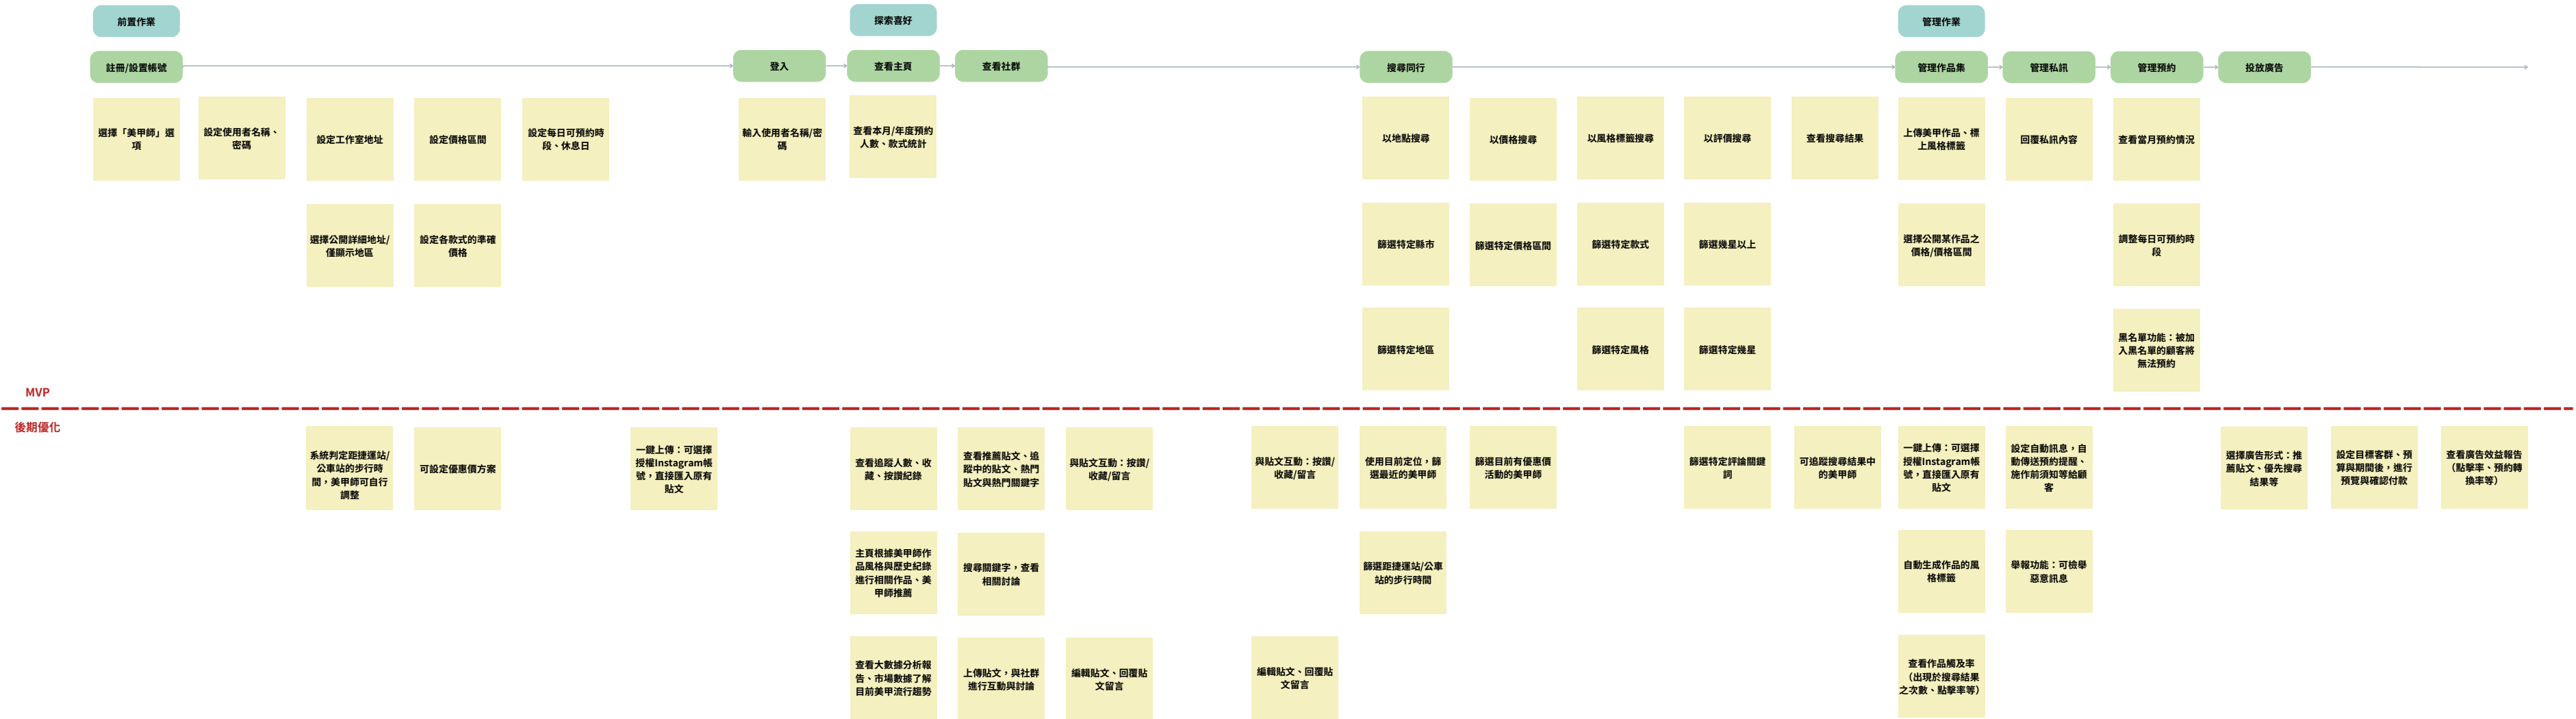 前置作業
探索喜好
管理作業
註冊/設置帳號
登入
查看主頁
查看社群
搜尋同行
管理作品集
管理私訊
管理預約
投放廣告
選擇「美甲師」選
項
設定使用者名稱、
密碼
設定工作室地址
設定價格區間
設定每日可預約時
段、休息日
輸入使用者名稱/密
碼
查看本月/年度預約
人數、款式統計
以地點搜尋
以價格搜尋
以風格標籤搜尋
以評價搜尋
查看搜尋結果
上傳美甲作品、標
上風格標籤
回覆私訊內容
查看當月預約情況
選擇公開詳細地址/
僅顯示地區
設定各款式的準確
價格
篩選特定縣市
篩選特定價格區間
篩選特定款式
篩選幾星以上
選擇公開某作品之
價格/價格區間
調整每日可預約時
段
篩選特定地區
篩選特定風格
篩選特定幾星
黑名單功能：被加
入黑名單的顧客將
無法預約
MVP
後期優化
系統判定距捷運站/
公車站的步行時
間，美甲師可自行
調整
可設定優惠價方案
一鍵上傳：可選擇
授權Instagram帳
號，直接匯入原有
貼文
查看追蹤人數、收
藏、按讚紀錄
查看推薦貼文、追
蹤中的貼文、熱門
貼文與熱門關鍵字
與貼文互動：按讚/
收藏/留言
與貼文互動：按讚/
收藏/留言
使用目前定位，篩
選最近的美甲師
篩選目前有優惠價
活動的美甲師
篩選特定評論關鍵
詞
可追蹤搜尋結果中
的美甲師
一鍵上傳：可選擇
授權Instagram帳
號，直接匯入原有
貼文
設定自動訊息，自
動傳送預約提醒、
施作前須知等給顧
客
選擇廣告形式：推
薦貼文、優先搜尋
結果等
設定目標客群、預
算與期間後，進行
預覽與確認付款
查看廣告效益報告
（點擊率、預約轉
換率等）
主頁根據美甲師作
品風格與歷史紀錄
進行相關作品、美
甲師推薦
搜尋關鍵字，查看
相關討論
篩選距捷運站/公車
站的步行時間
自動生成作品的風
格標籤
舉報功能：可檢舉
惡意訊息
查看大數據分析報
告、市場數據了解
目前美甲流行趨勢
上傳貼文，與社群
進行互動與討論
編輯貼文、回覆貼
文留言
編輯貼文、回覆貼
文留言
查看作品觸及率
（出現於搜尋結果
之次數、點擊率等）